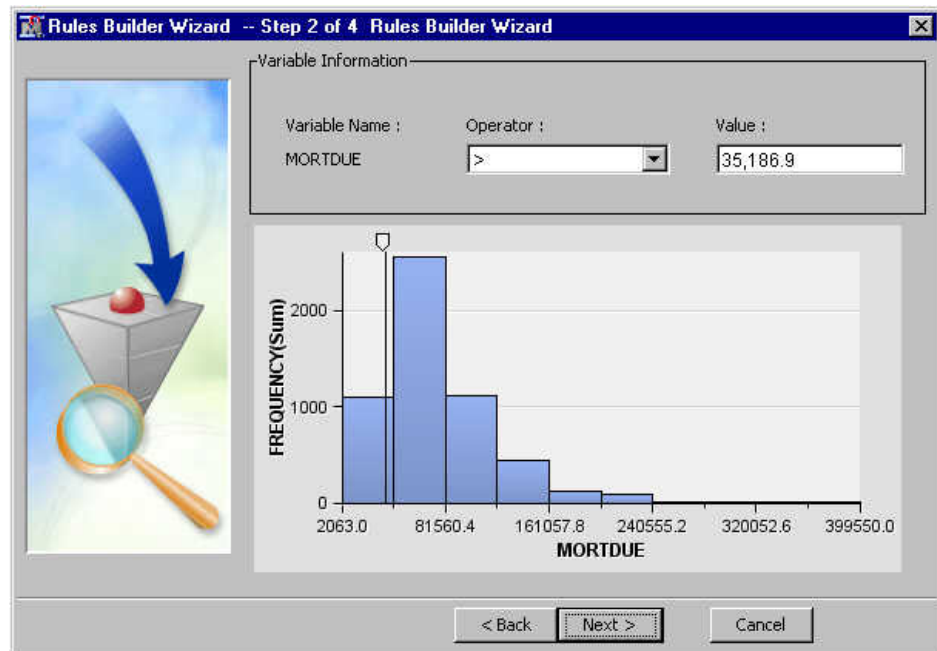 Rules Builder Wizard -- Step 2 of 4 Rules Builder Wizard
Variable Information
Variable Name : Operator : Value :
MORTDUE > 35,186.9
FREQUENCY(Sum)
2000
1000
0
2063.0 81560.4 161057.8 240555.2 320052.6 399550.0
MORTDUE
< Back Next > Cancel